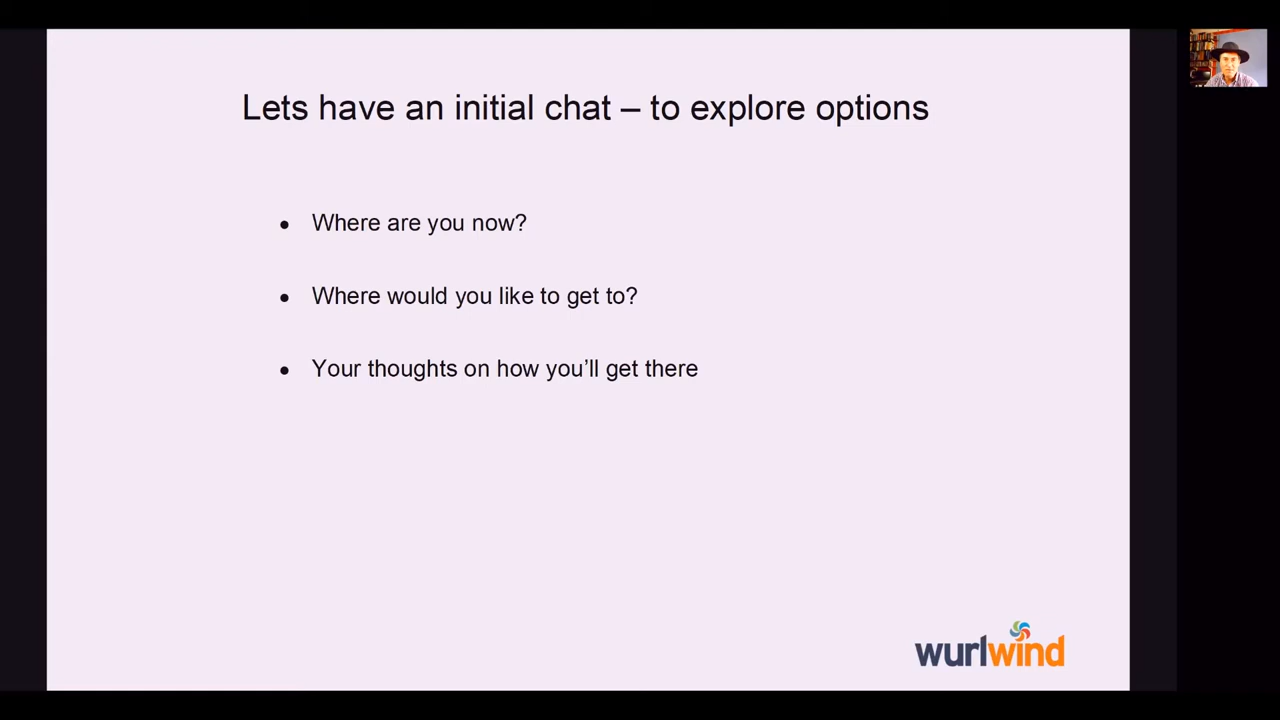 Lets have an initial chat – to explore options
• Where are you now?
• Where would you like to get to?
• Your thoughts on how you’ll get there
wurlwind